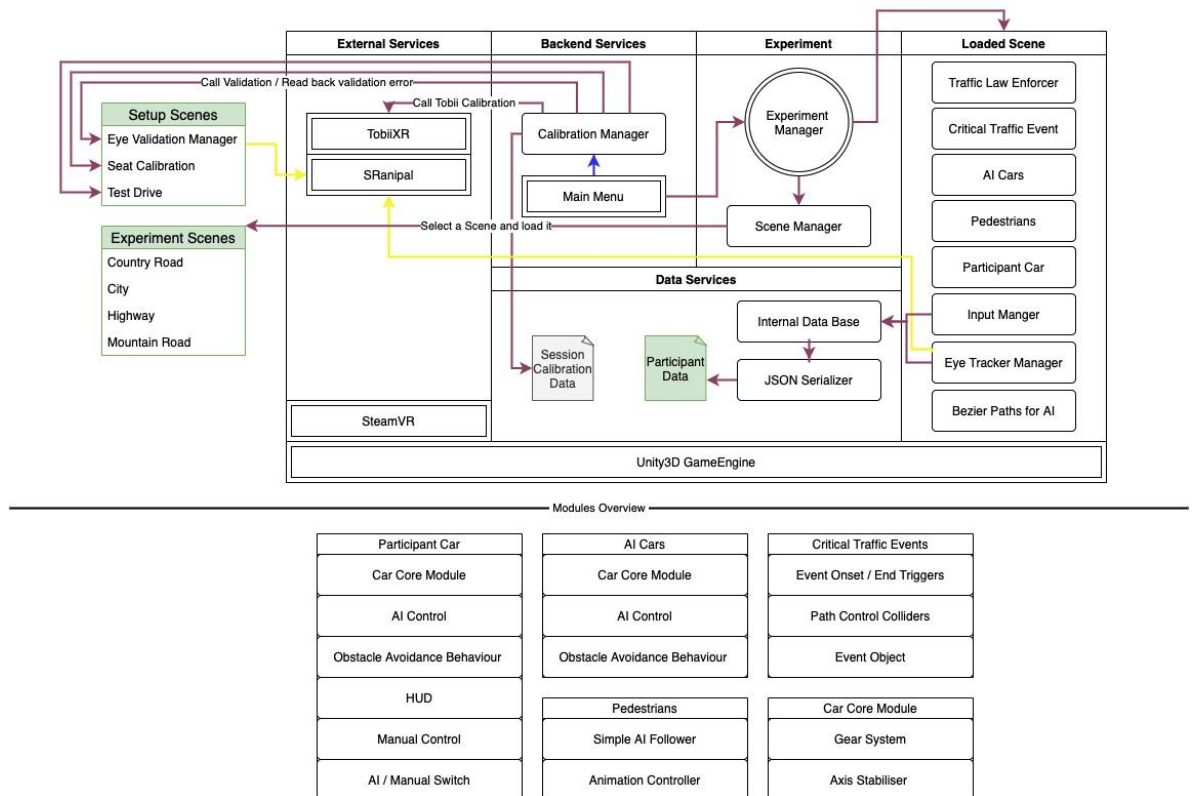 External Services
Backend Services
Experiment
Loaded Scene
Call Validation / Read back validation error
Call Tobii Calibration
Setup Scenes
Eye Validation Manager
Seat Calibration
Test Drive
TobiiXR
SRanipal
Calibration Manager
Main Menu
Experiment
Manager
Scene Manager
Select a Scene and load it
Experiment Scenes
Country Road
City
Highway
Mountain Road
Data Services
Internal Data Base
JSON Serializer
Session
Calibration
Data
Participant
Data
Traffic Law Enforcer
Critical Traffic Event
AI Cars
Pedestrians
Participant Car
Input Manger
Eye Tracker Manager
Bezier Paths for AI
SteamVR
Unity3D GameEngine
Modules Overview
Participant Car
Car Core Module
AI Control
Obstacle Avoidance Behaviour
HUD
Manual Control
AI / Manual Switch
AI Cars
Car Core Module
AI Control
Obstacle Avoidance Behaviour
Pedestrians
Simple AI Follower
Animation Controller
Critical Traffic Events
Event Onset / End Triggers
Path Control Colliders
Event Object
Car Core Module
Gear System
Axis Stabiliser